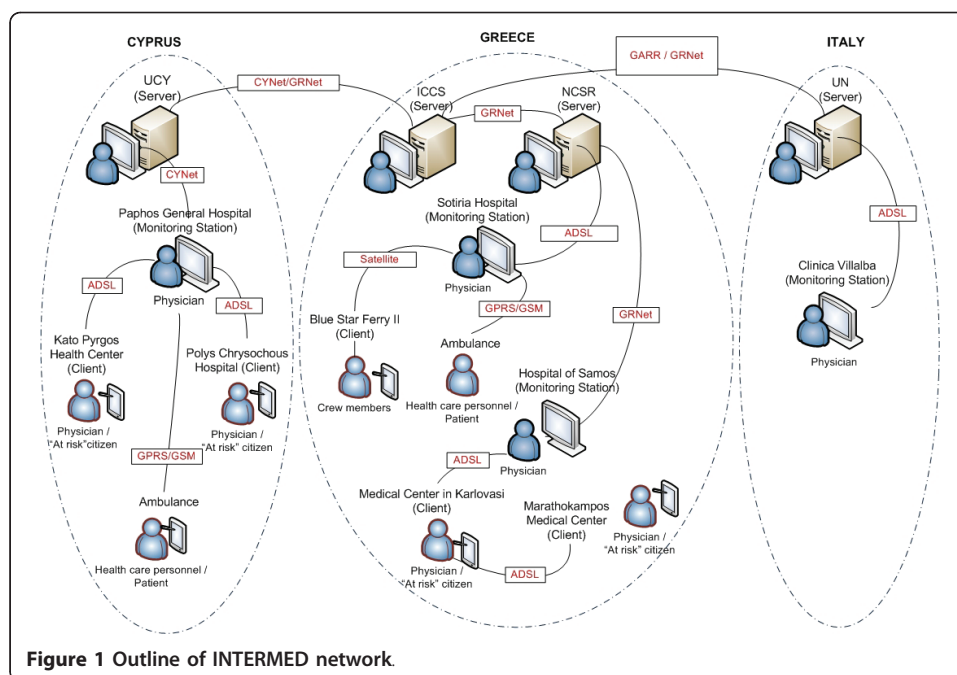 CYPRUS
UCY
(Server)
CYNet/GRNet
CYNet
Paphos General Hospital
(Monitoring Station)
ADSL
Physician
ADSL
Kato Pyrgos
Health Center
(Client)
Polys Chrysochous
Hospital (Client)
Physician /
"At risk"citizen
Physician /
"At risk" citizen
GPRS/GSM
Ambulance
Health care personnel /
Patient
GREECE
ICCS
(Server)
GRNet
NCSR
(Server)
GARR / GRNet
Sotiria Hospital
(Monitoring Station)
ADSL
Satellite
Physician
GPRS/GSM
Blue Star Ferry II
(Client)
Crew members
Ambulance
Health care personnel /
Patient
GRNet
Hospital of Samos
(Monitoring Station)
ADSL
Physician
Medical Center in Karlovasi
(Client)
Physician /
"At risk" citizen
ADSL
Marathokampos
Medical Center
(Client)
Physician /
"At risk" citizen
ITALY
UN
(Server)
ADSL
Clinica Villalba
(Monitoring Station)
Physician
Figure 1 Outline of INTERMED network.